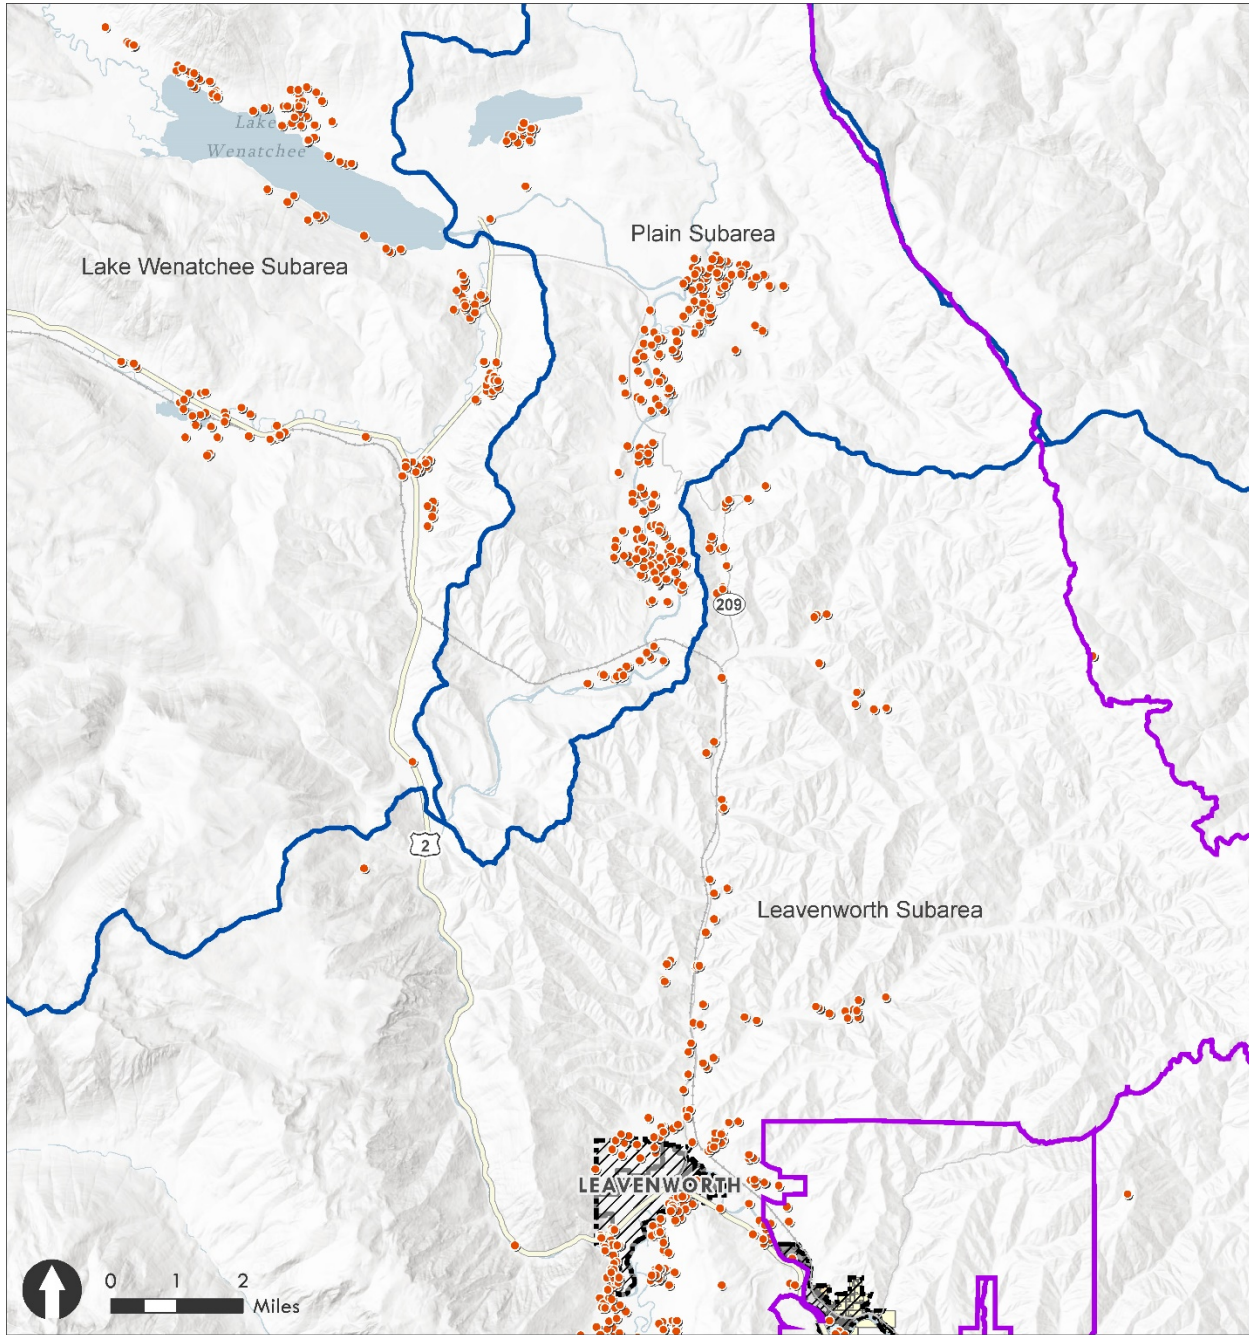 Lake
Wenatchee
Plain Subarea
Lake Wenatchee Subarea
209
2
Leavenworth Subarea
LEAVENWORTH
0 1 2
Miles